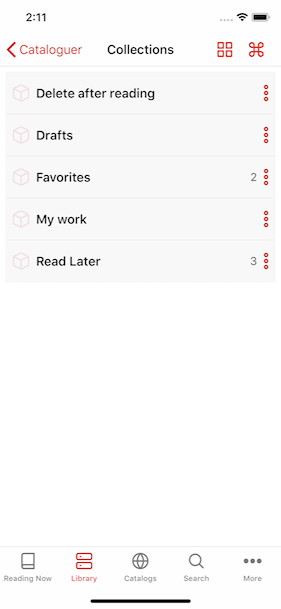 2:11
Cataloguer Collections
Delete after reading
Drafts
Favorites 2
My work
Read Later 3
Reading Now Library Catalogs Search More